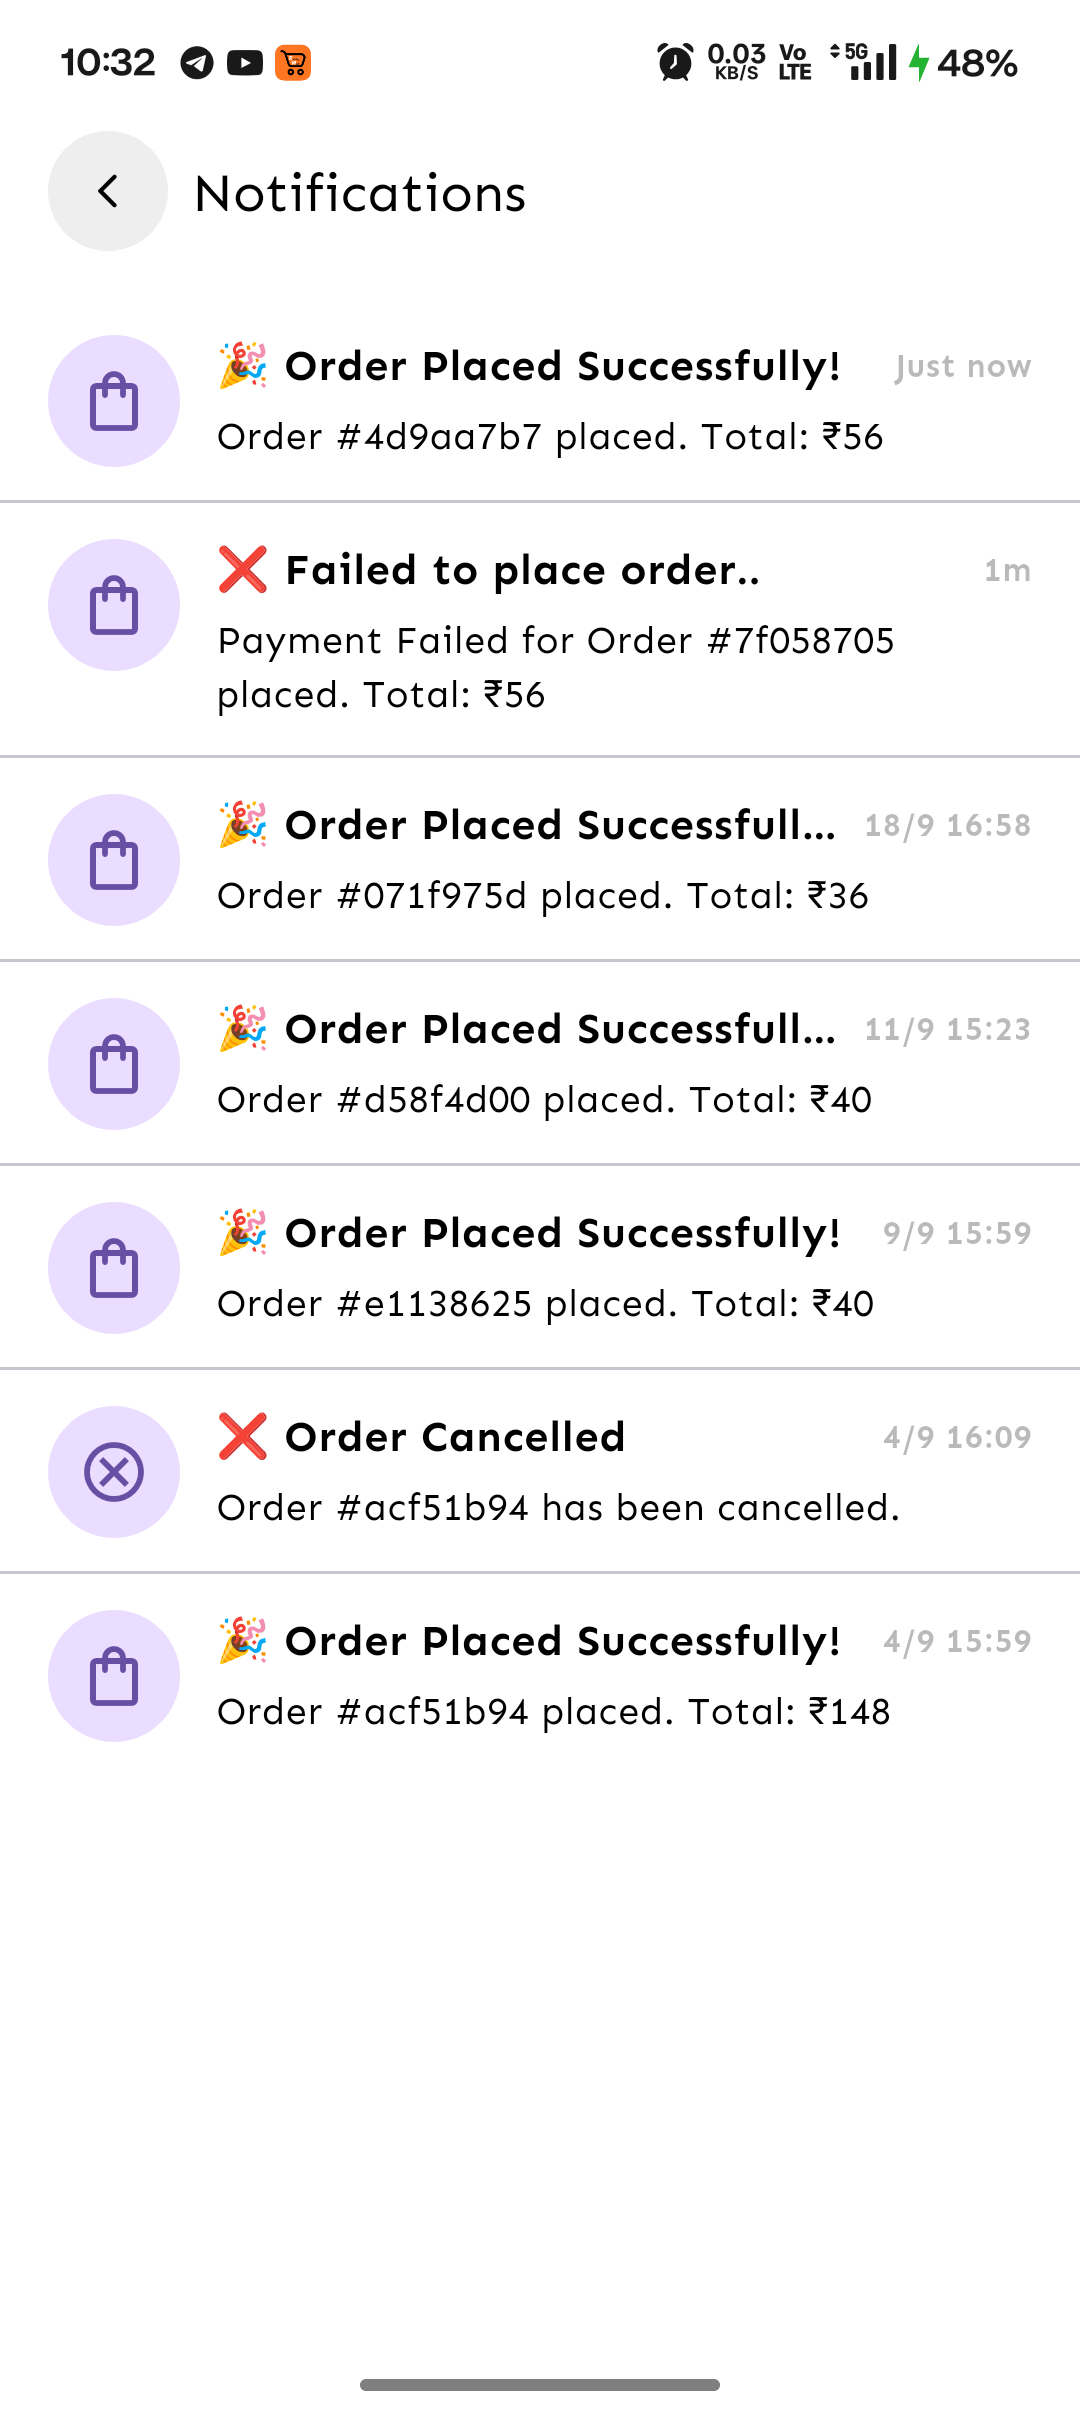 10:32 0.03 KB/S Vo LTE 5G 48%
Notifications
🎉 Order Placed Successfully! Just now
Order #4d9aa7b7 placed. Total: ₹56
❌ Failed to place order.. 1m
Payment Failed for Order #7f058705
placed. Total: ₹56
🎉 Order Placed Successfull... 18/9 16:58
Order #071f975d placed. Total: ₹36
🎉 Order Placed Successfull... 11/9 15:23
Order #d58f4d00 placed. Total: ₹40
🎉 Order Placed Successfully! 9/9 15:59
Order #e1138625 placed. Total: ₹40
❌ Order Cancelled 4/9 16:09
Order #acf51b94 has been cancelled.
🎉 Order Placed Successfully! 4/9 15:59
Order #acf51b94 placed. Total: ₹148